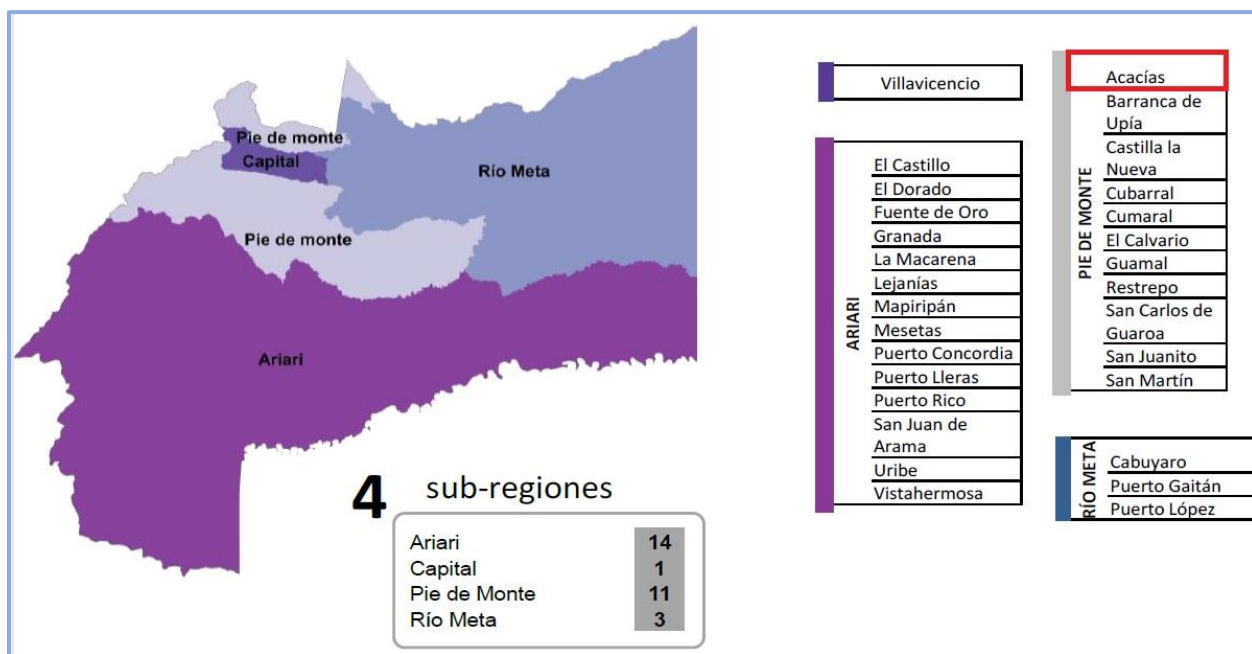 Pie de monte
Capital
Río Meta
Pie de monte
Ariari
4 sub-regiones
Ariari 14
Capital 1
Pie de Monte 11
Río Meta 3
Villavicencio
ARIARI
El Castillo
El Dorado
Fuente de Oro
Granada
La Macarena
Lejanías
Mapiripán
Mesetas
Puerto Concordia
Puerto Lleras
Puerto Rico
San Juan de
Arama
Uribe
Vistahermosa
PIE DE MONTE
Acacías
Barranca de
Upía
Castilla la
Nueva
Cubarral
Cumaral
El Calvario
Guamal
Restrepo
San Carlos de
Guaroa
San Juanito
San Martín
RÍO META
Cabuyaro
Puerto Gaitán
Puerto López